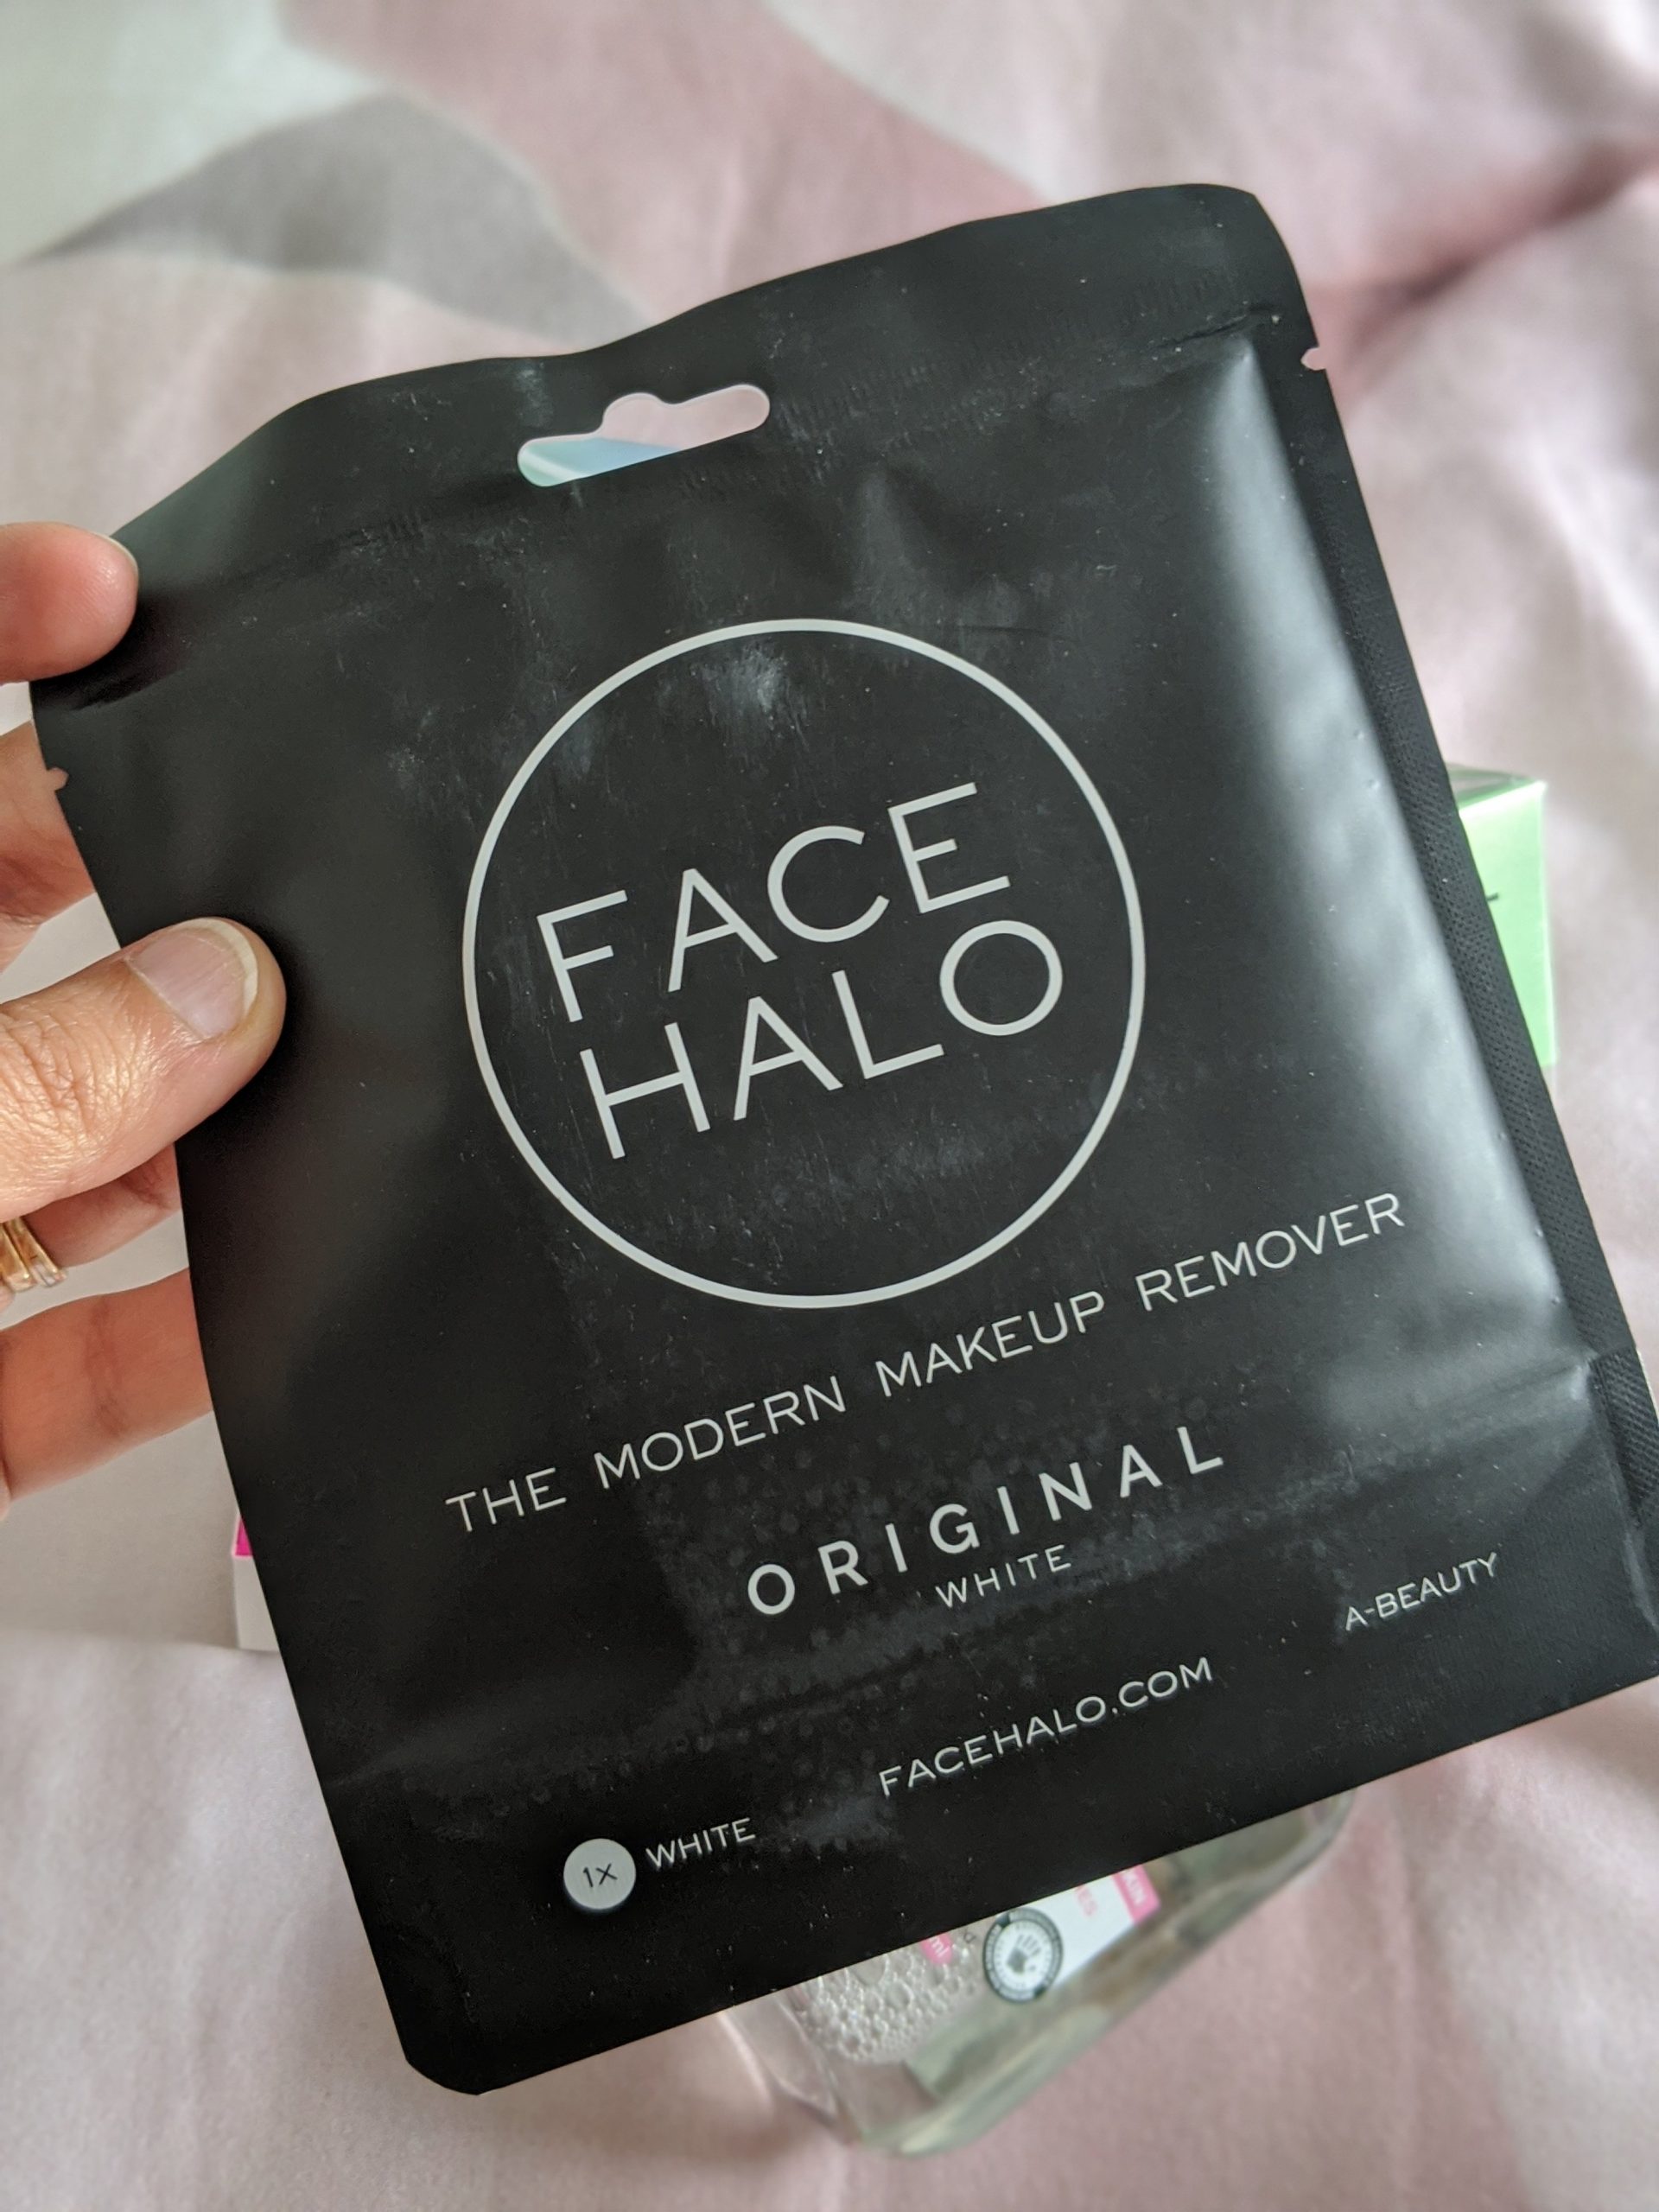 FACE
HALO
THE MODERN MAKEUP REMOVER
ORIGINAL
WHITE
A-BEAUTY
FACEHALO.COM
1X WHITE